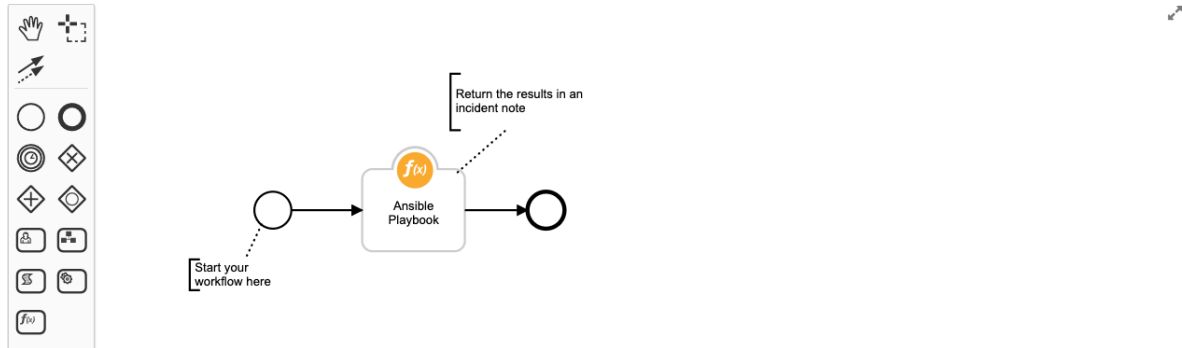 Return the results in an
incident note
f(x)
Ansible
Playbook
Start your
workflow here
f(x)